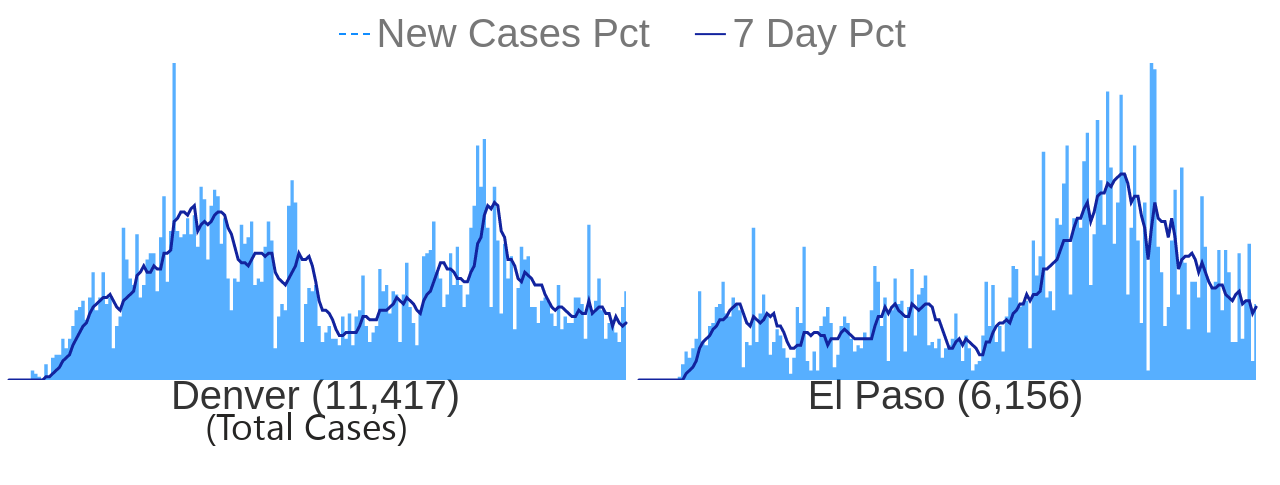 New Cases Pct 7 Day Pct
Denver (11,417) El Paso (6,156)
(Total Cases)